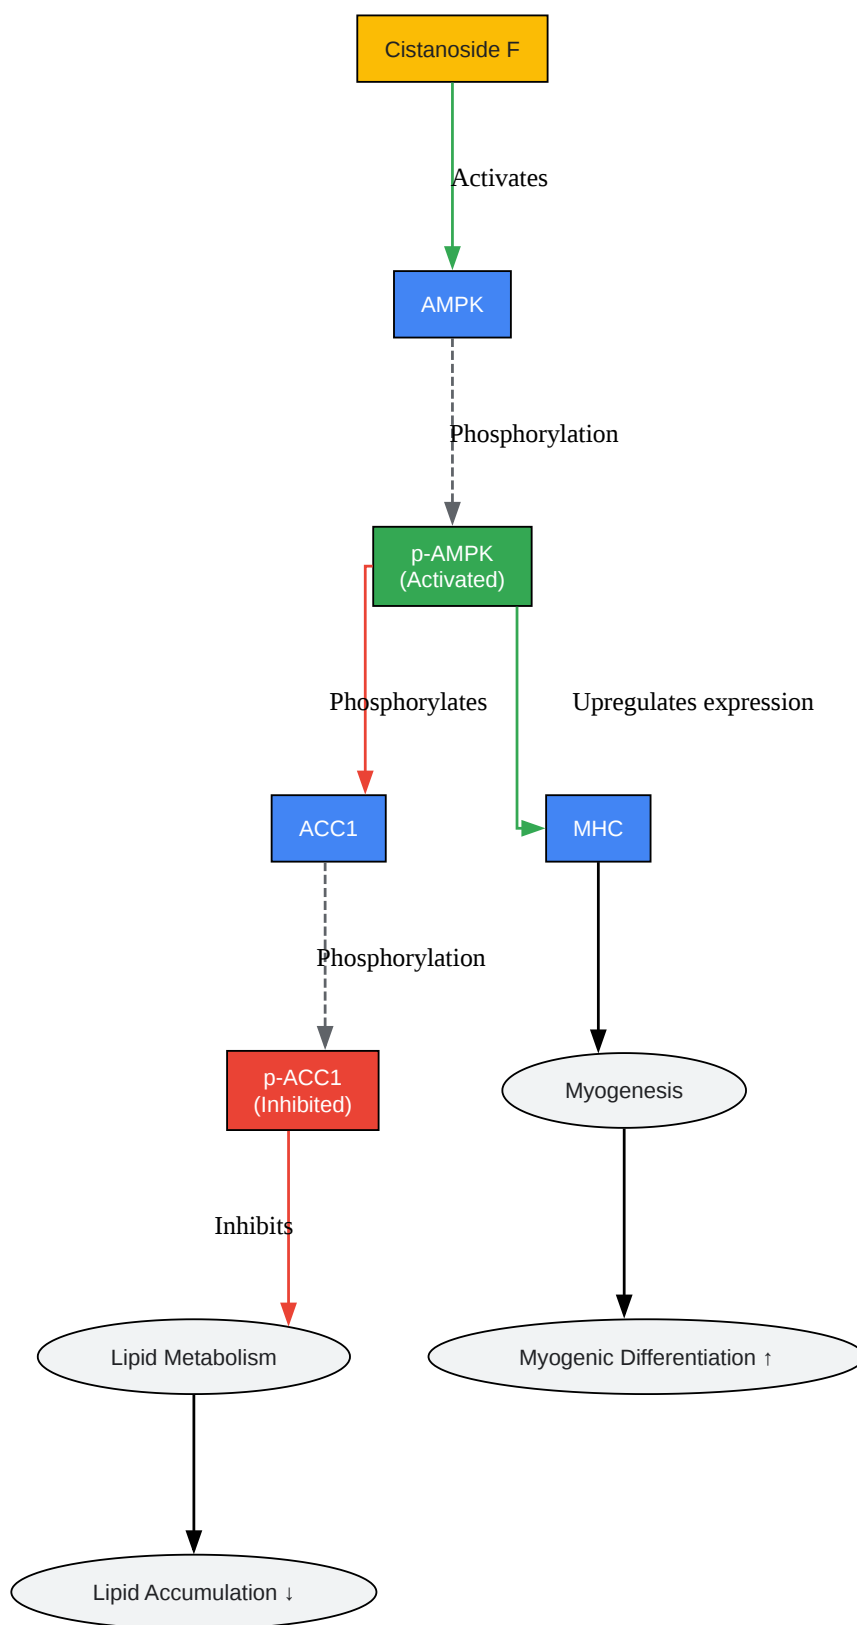 Cistanoside F
Activates
AMPK
Phosphorylation
p-AMPK
(Activated)
Phosphorylates
Upregulates expression
ACC1
MHC
Phosphorylation
p-ACC1
(Inhibited)
Myogenesis
Inhibits
Lipid Metabolism
Myogenic Differentiation ↑
Lipid Accumulation ↓